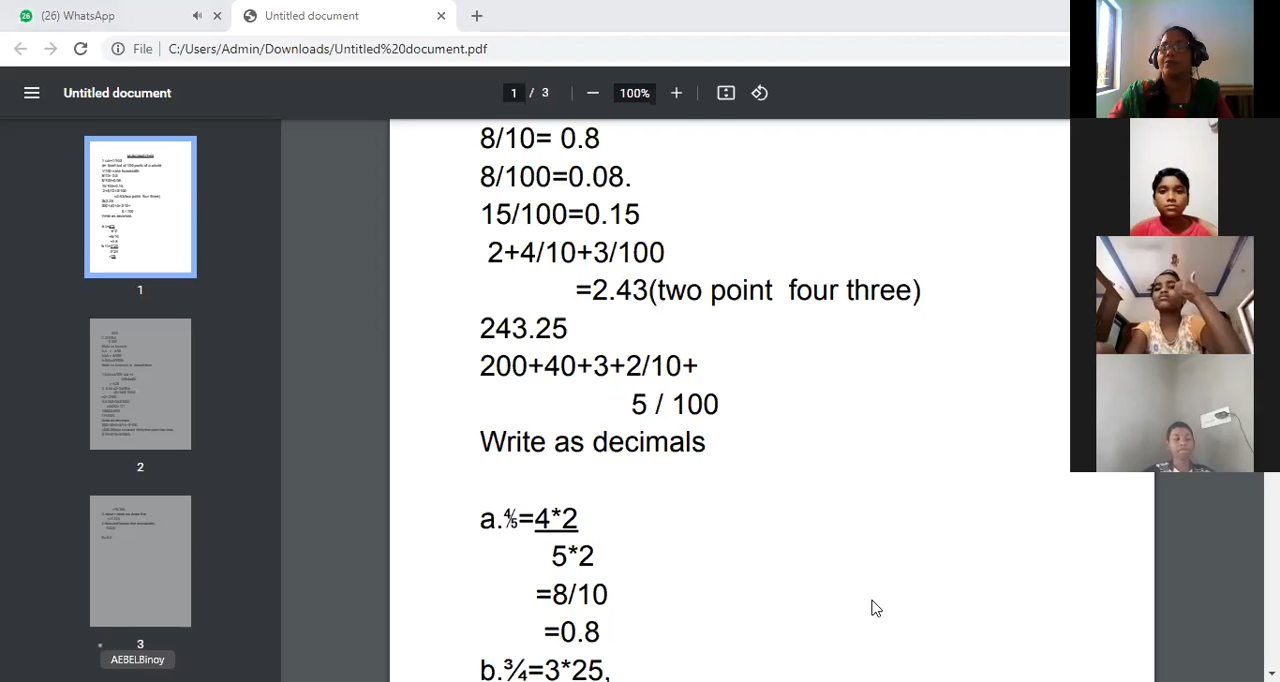 (26) WhatsApp
Untitled document
File
C:/Users/Admin/Downloads/Untitled%20document.pdf
Untitled document
1 / 3
100%
8/10= 0.8
8/100=0.08.
15/100=0.15
2+4/10+3/100
=2.43(two point four three)
243.25
200+40+3+2/10+
5 / 100
Write as decimals
a.⅘=4*2
5*2
=8/10
=0.8
b.¾=3*25,
1
2
3
AEBELBinoy